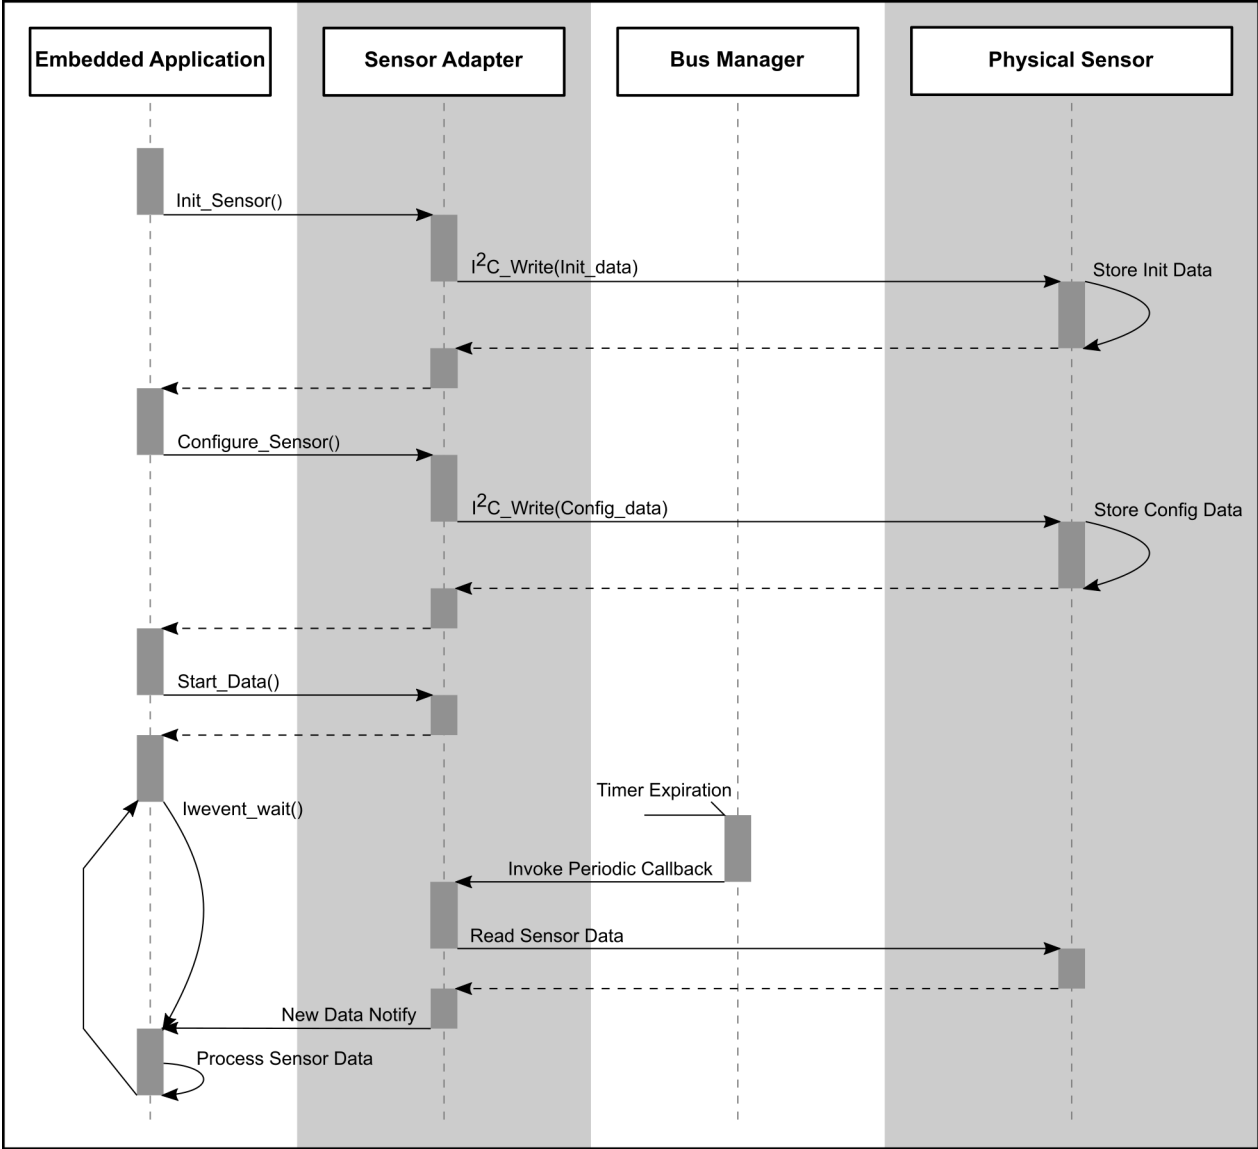 Embedded Application
Sensor Adapter
Bus Manager
Physical Sensor
Init_Sensor()
I²C_Write(Init_data)
Store Init Data
Configure_Sensor()
I²C_Write(Config_data)
Store Config Data
Start_Data()
Timer Expiration
Iwevent_wait()
Invoke Periodic Callback
Read Sensor Data
New Data Notify
Process Sensor Data